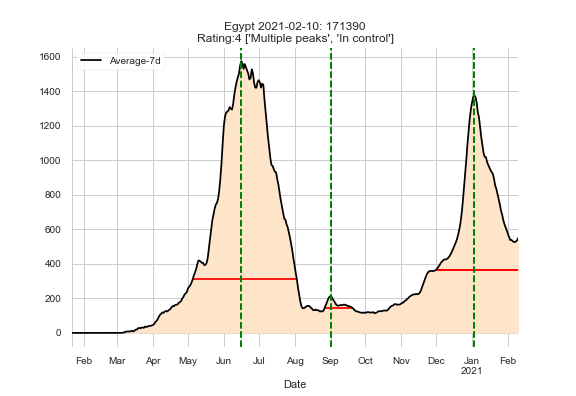 Egypt 2021-02-10: 171390
Rating:4 ['Multiple peaks', 'In control']
Average-7d
1600
1400
1200
1000
800
600
400
200
0
Feb Mar Apr May Jun Jul Aug Sep Oct Nov Dec Jan Feb
2021
Date